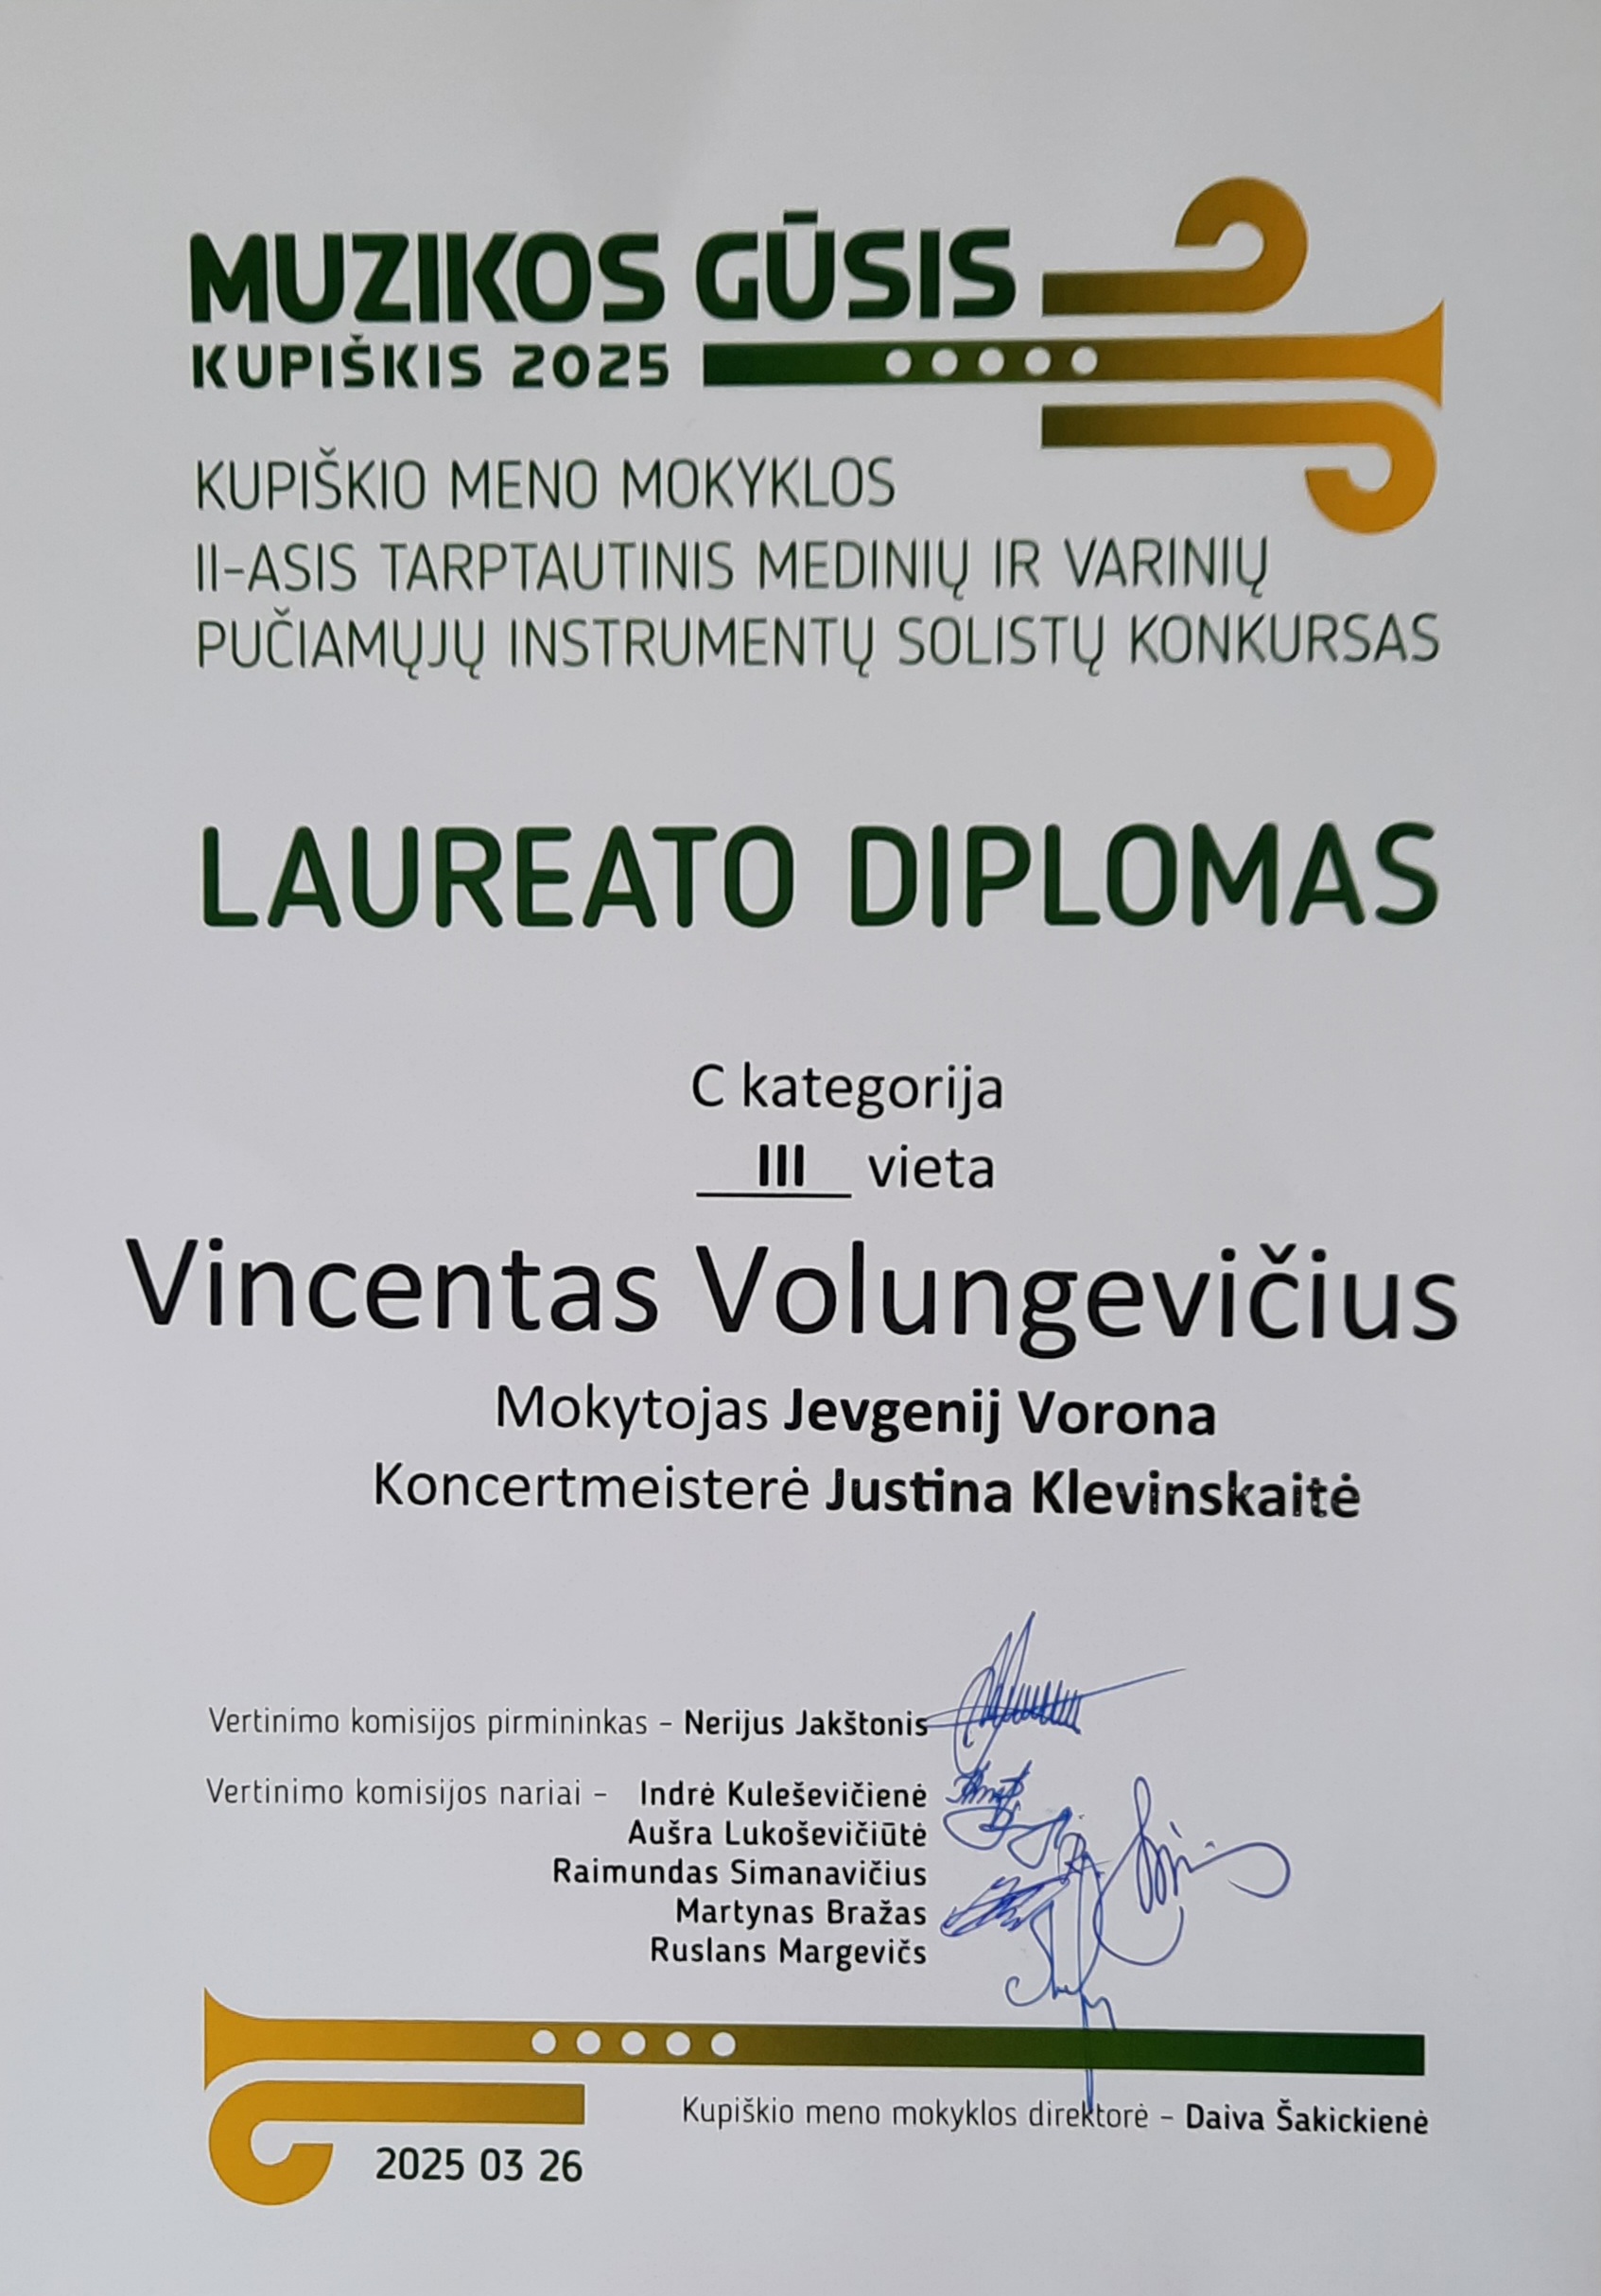 MUZIKOS GŪSIS
KUPIŠKIS 2025
KUPIŠKIO MENO MOKYKLOS
II-ASIS TARPTAUTINIS MEDINIŲ IR VARINIŲ
PUČIAMŲJŲ INSTRUMENTŲ SOLISTŲ KONKURSAS
LAUREATO DIPLOMAS
C kategorija
III vieta
Vincentas Volungevičius
Mokytojas Jevgenij Vorona
Koncertmeisterė Justina Klevinskaitė
Vertinimo komisijos pirmininkas – Nerijus Jakštonis
Vertinimo komisijos nariai – Indrė Kuleševičienė
Aušra Lukoševičiūtė
Raimundas Simanavičius
Martynas Bražas
Ruslans Margevičs
Kupiškio meno mokyklos direktorė – Daiva Šakickienė
2025 03 26